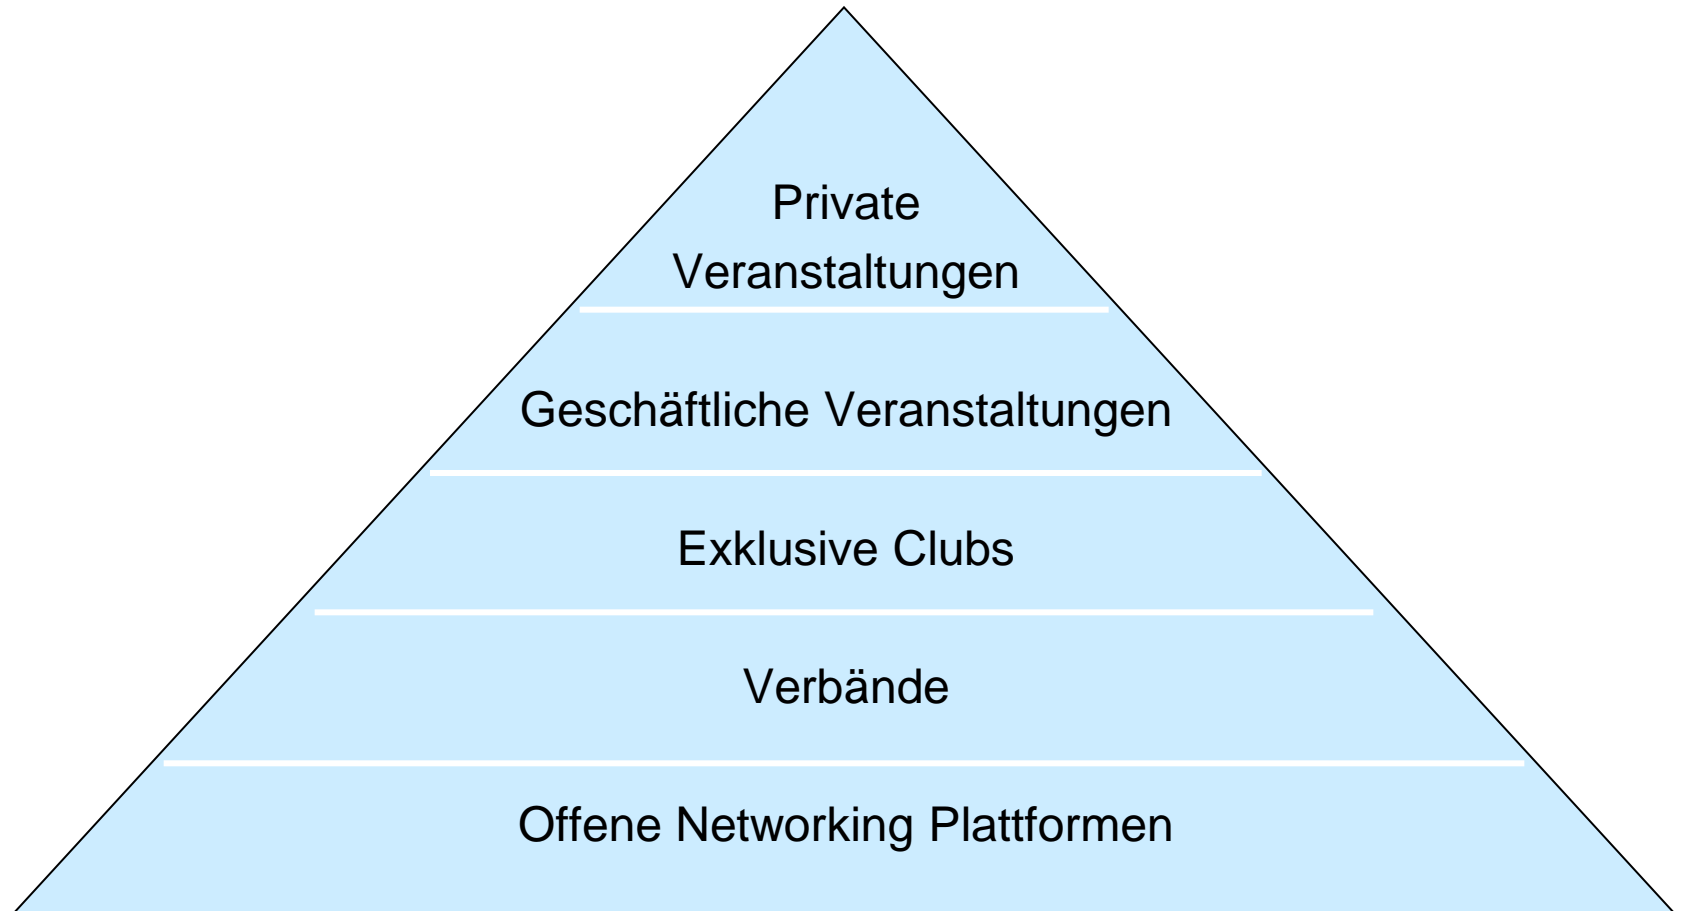 Private
Veranstaltungen
Geschäftliche Veranstaltungen
Exklusive Clubs
Verbände
Offene Networking Plattformen